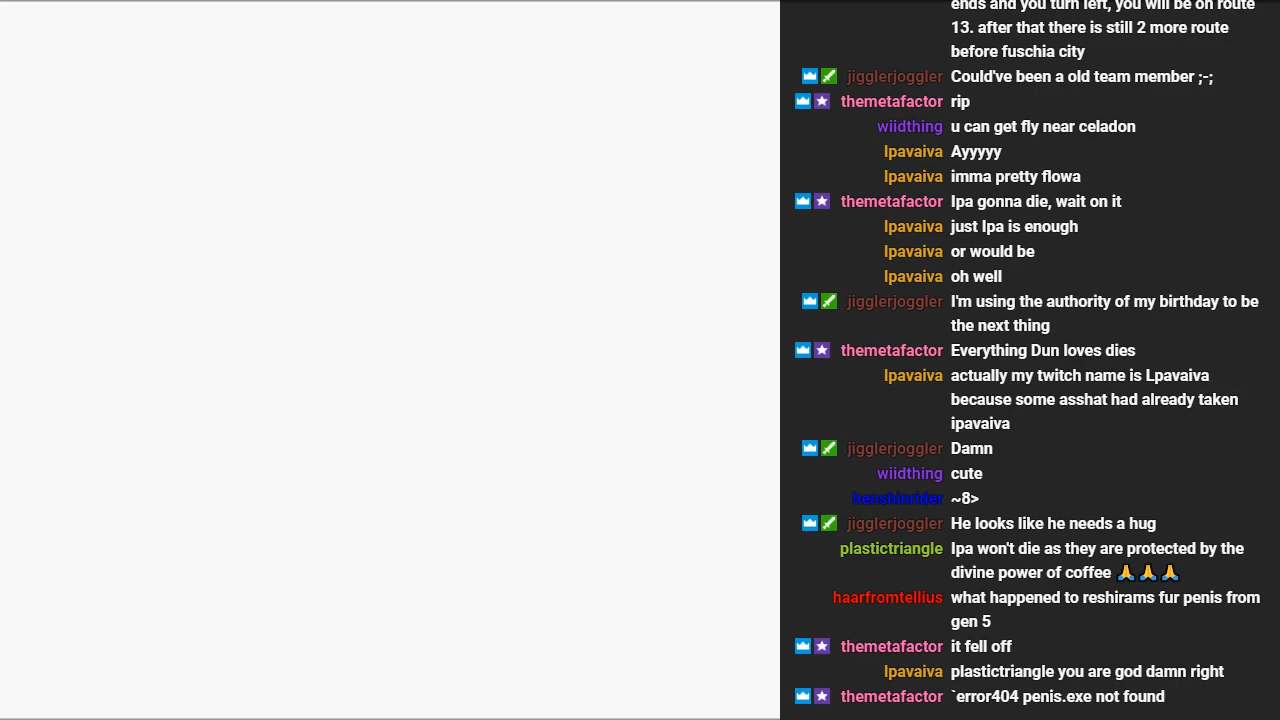 ends and you turn left, you will be on route
13. after that there is still 2 more route
before fuschia city
jigglerjoggler Could've been a old team member ;-;
themetafactor rip
wiidthing u can get fly near celadon
lpavaiva Ayyyyy
lpavaiva imma pretty flowa
themetafactor Ipa gonna die, wait on it
lpavaiva just Ipa is enough
lpavaiva or would be
lpavaiva oh well
jigglerjoggler I'm using the authority of my birthday to be
the next thing
themetafactor Everything Dun loves dies
lpavaiva actually my twitch name is Lpavaiva
because some asshat had already taken
ipavaiva
jigglerjoggler Damn
wiidthing cute
henshinrider ~8>
jigglerjoggler He looks like he needs a hug
plastictriangle Ipa won't die as they are protected by the
divine power of coffee 🙏 🙏 🙏
haarfromtellius what happened to reshirams fur penis from
gen 5
themetafactor it fell off
lpavaiva plastictriangle you are god damn right
themetafactor `error404 penis.exe not found